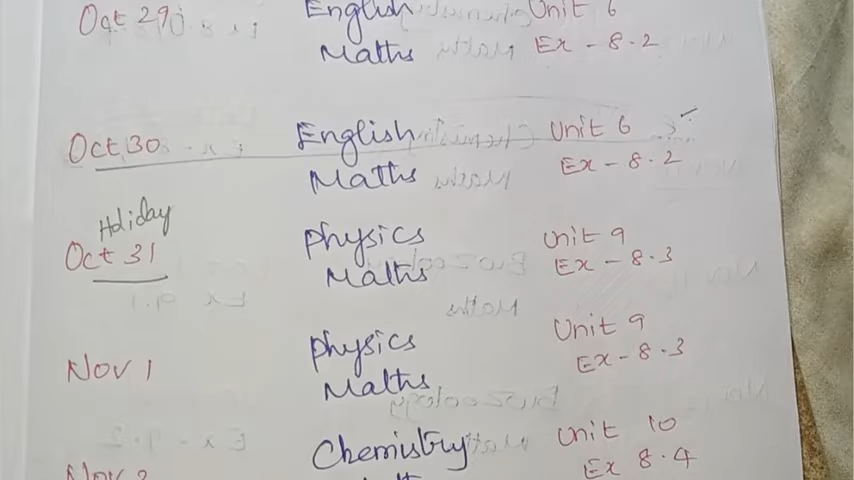 Oct 29 English Unit 6
Maths Ex - 8.2
Oct 30 English Unit 6
Maths Ex - 8.2
Holiday
Oct 31 Physics Unit 9
Maths Ex - 8.3
Nov 1 Physics Unit 9
Maths Ex - 8.3
Nov 2 Chemistry Unit 10
Ex 8.4